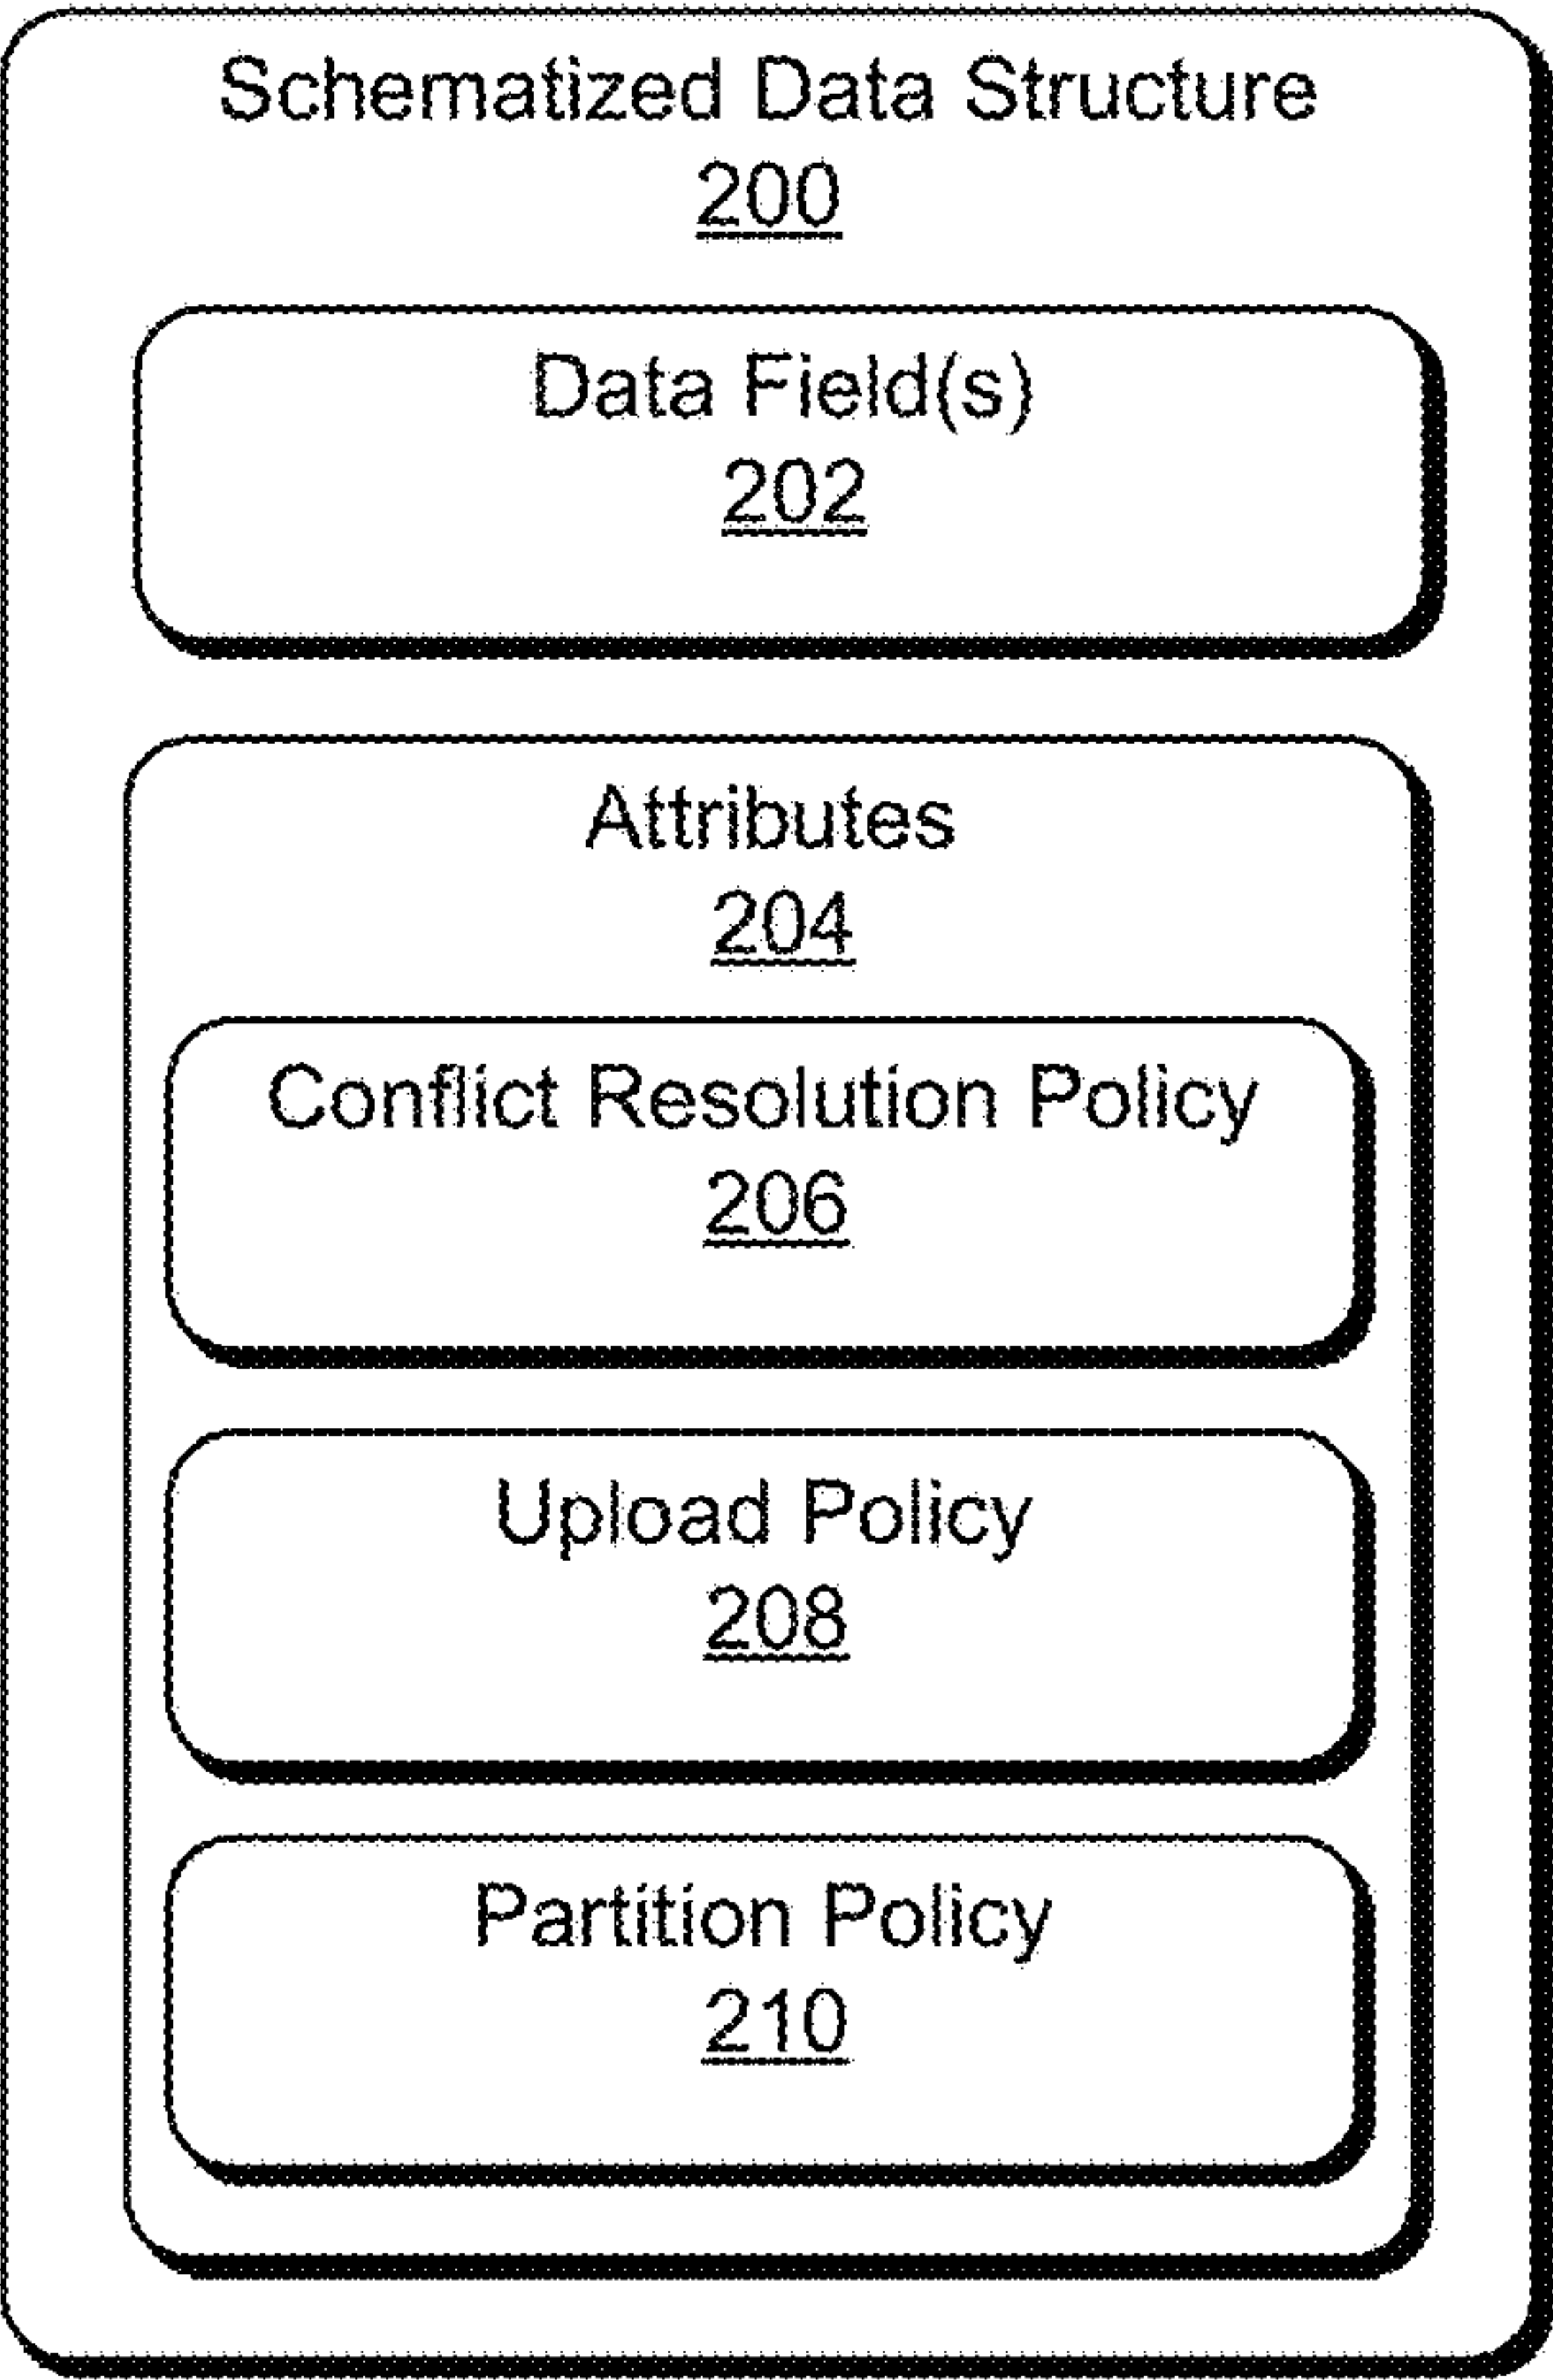 Schematized Data Structure
200
Data Field(s)
202
Attributes
204
Conflict Resolution Policy
206
Upload Policy
208
Partition Policy
210